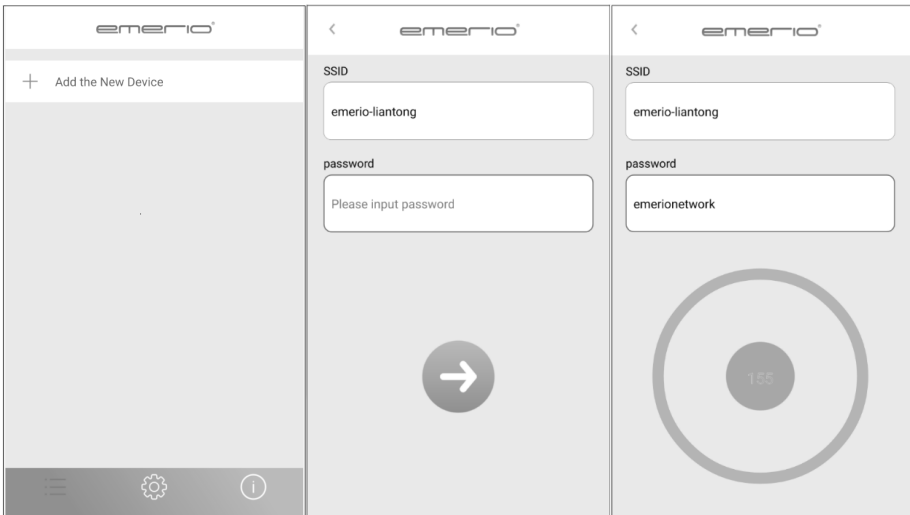 emerio®
Add the New Device
emerio®
SSID
emerio-liantong
password
Please input password
emerio®
SSID
emerio-liantong
password
emerionetwork
155